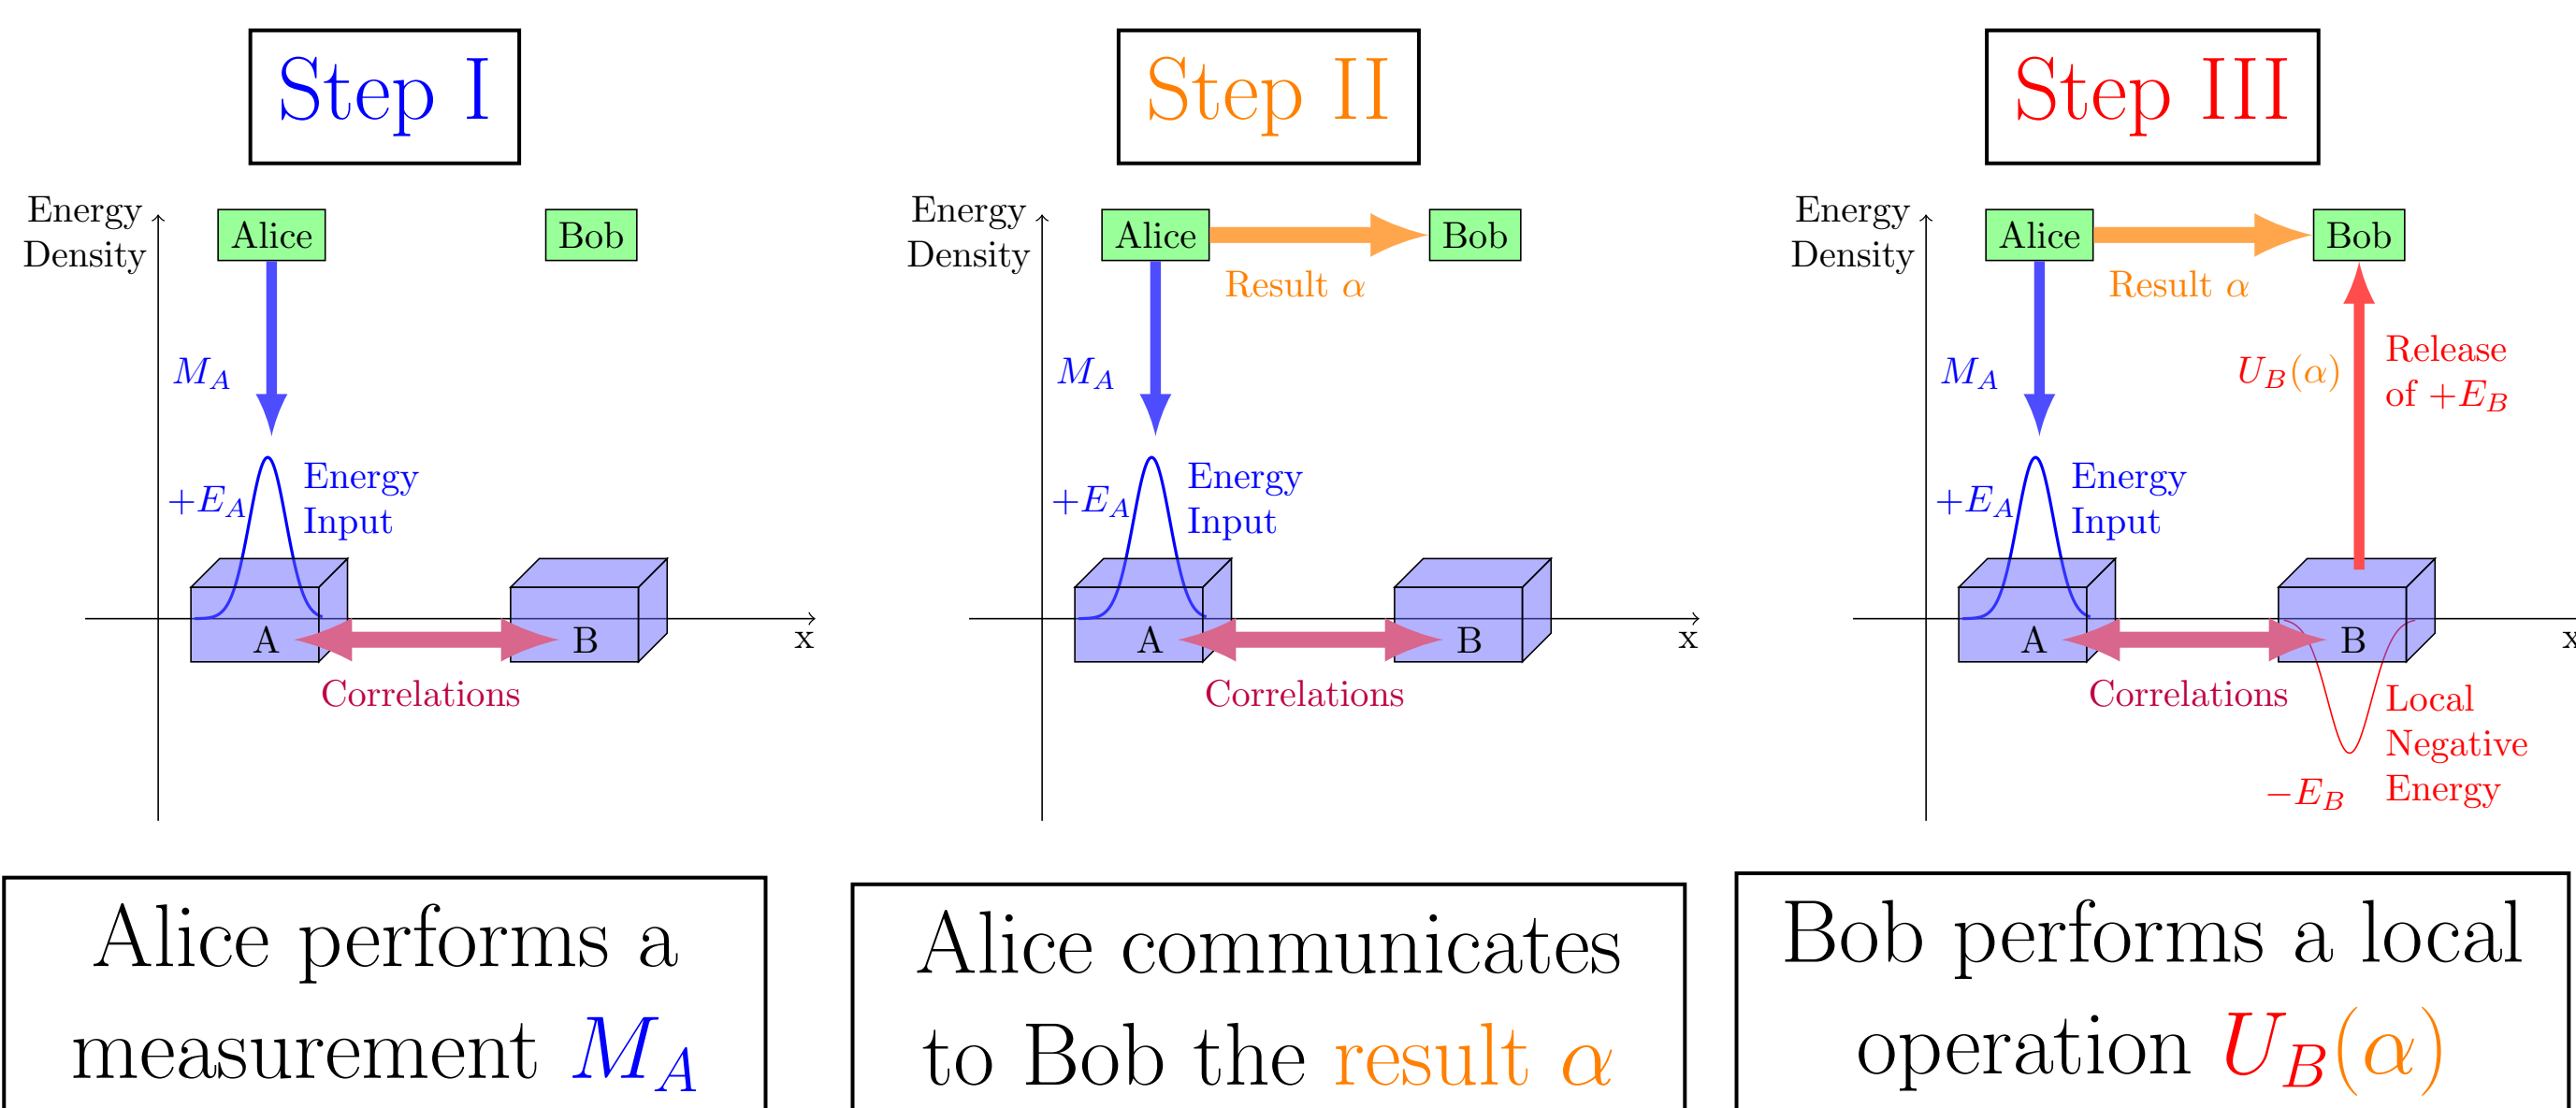 Step I
Energy
Density
Alice
Bob
$M_A$
$+E_A$
Energy
Input
A
B
x
Correlations
Alice performs a
measurement $M_A$
Step II
Energy
Density
Alice
Bob
Result α
$M_A$
$+E_A$
Energy
Input
A
B
x
Correlations
Alice communicates
to Bob the result α
Step III
Energy
Density
Alice
Bob
Result α
$M_A$
$U_B(α)$
Release
of $+E_B$
$+E_A$
Energy
Input
A
B
x
Correlations
Local
Negative
Energy
$-E_B$
Bob performs a local
operation $U_B(α)$